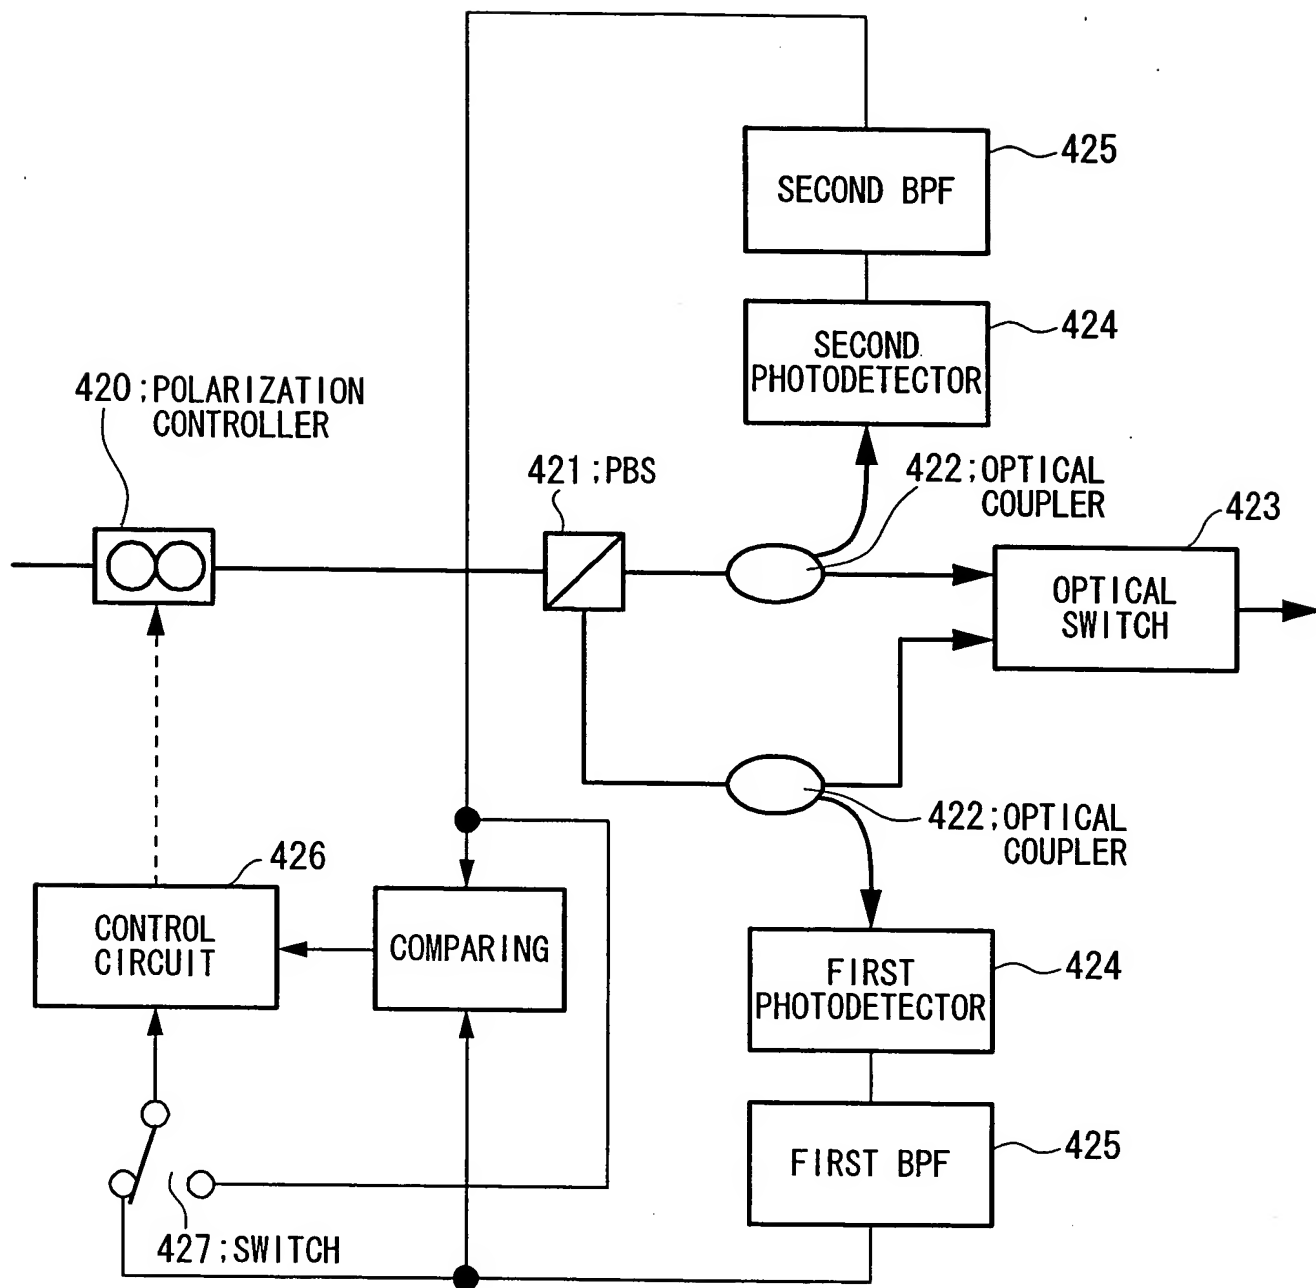 425
SECOND BPF
424
SECOND
PHOTODETECTOR
420;POLARIZATION
CONTROLLER
421;PBS
422;OPTICAL
COUPLER
423
OPTICAL
SWITCH
422;OPTICAL
COUPLER
426
CONTROL
CIRCUIT
COMPARING
424
FIRST
PHOTODETECTOR
425
FIRST BPF
427;SWITCH